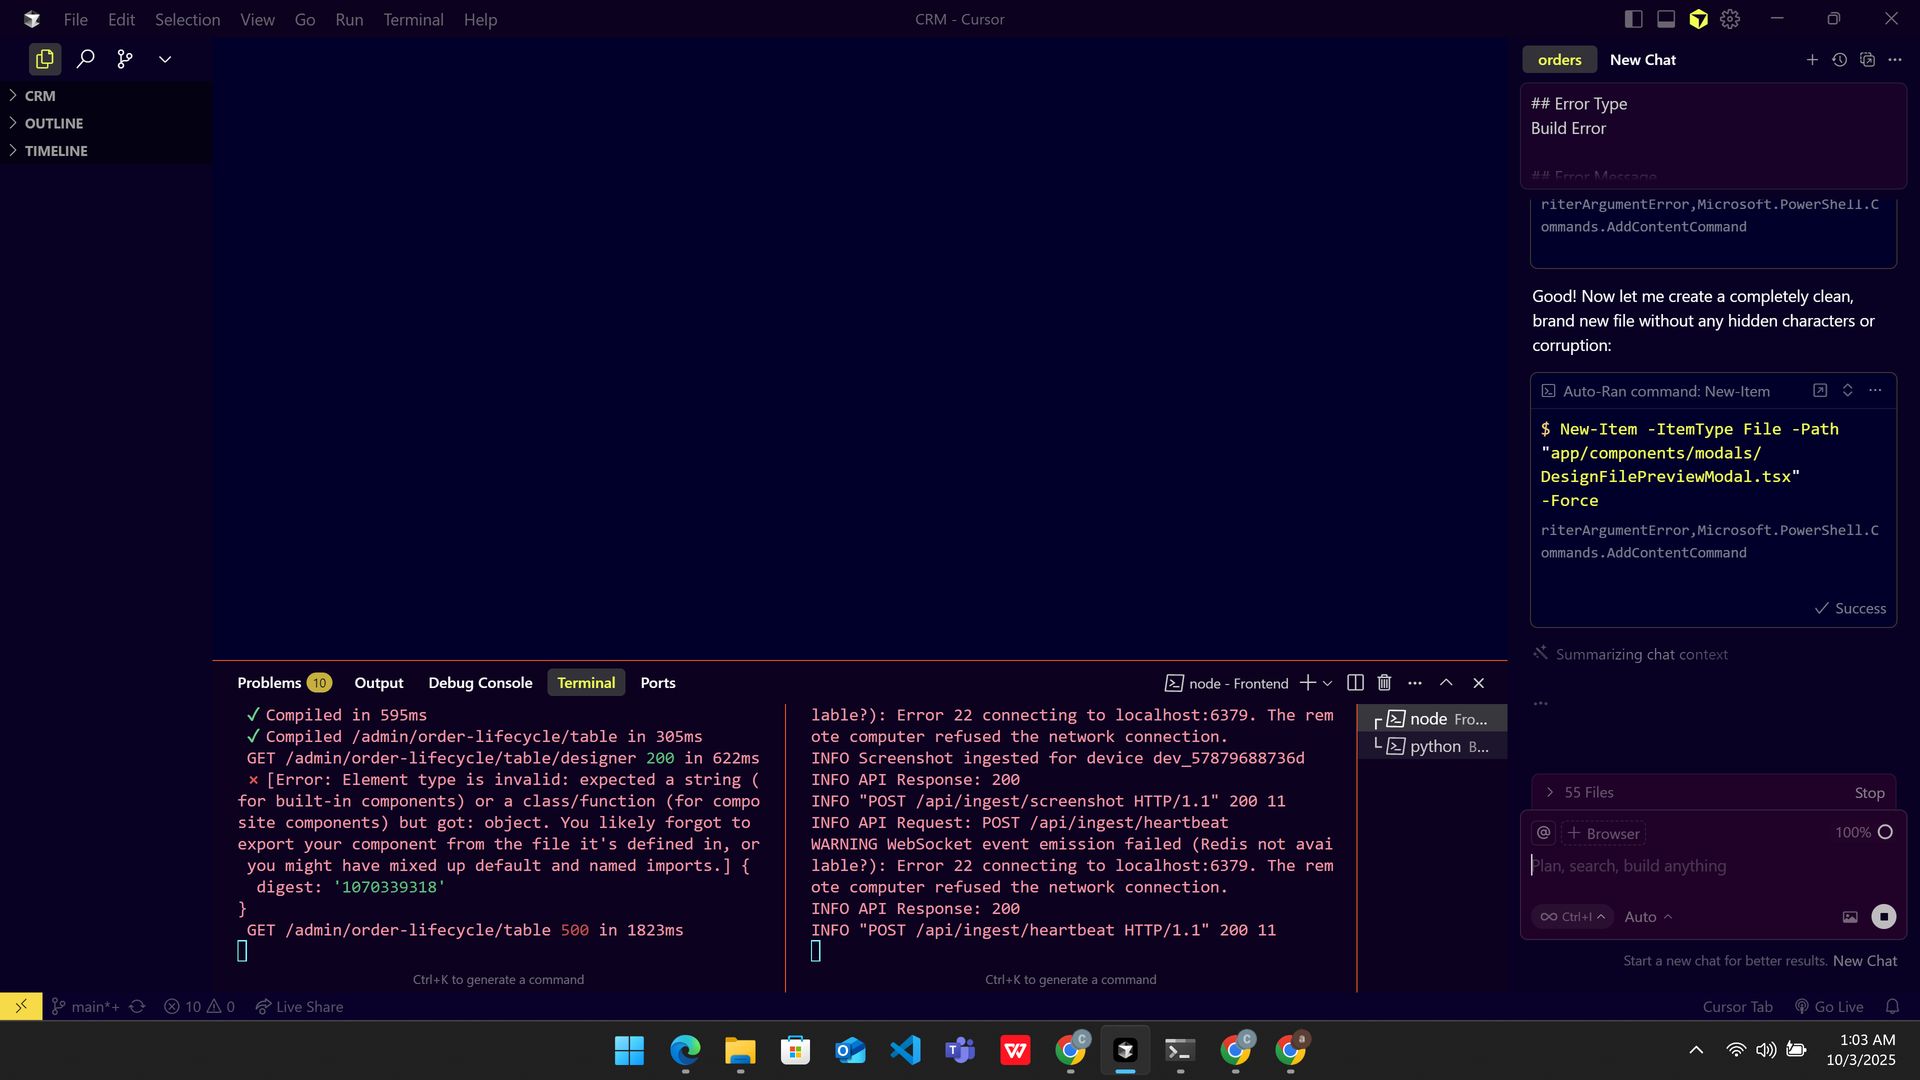 File Edit Selection View Go Run Terminal Help
CRM - Cursor
CRM
OUTLINE
TIMELINE
Problems 10 Output Debug Console Terminal Ports
node - Frontend
✓ Compiled in 595ms
✓ Compiled /admin/order-lifecycle/table in 305ms
GET /admin/order-lifecycle/table/designer 200 in 622ms
× [Error: Element type is invalid: expected a string (
for built-in components) or a class/function (for compo
site components) but got: object. You likely forgot to
export your component from the file it's defined in, or
you might have mixed up default and named imports.] {
digest: '1070339318'
}
GET /admin/order-lifecycle/table 500 in 1823ms
Ctrl+K to generate a command
lable?): Error 22 connecting to localhost:6379. The rem
ote computer refused the network connection.
INFO Screenshot ingested for device dev_57879688736d
INFO API Response: 200
INFO "POST /api/ingest/screenshot HTTP/1.1" 200 11
INFO API Request: POST /api/ingest/heartbeat
WARNING WebSocket event emission failed (Redis not avai
lable?): Error 22 connecting to localhost:6379. The rem
ote computer refused the network connection.
INFO API Response: 200
INFO "POST /api/ingest/heartbeat HTTP/1.1" 200 11
Ctrl+K to generate a command
node Fro...
python B...
orders New Chat
## Error Type
Build Error
## Error Message
riterArgumentError,Microsoft.PowerShell.C
ommands.AddContentCommand
Good! Now let me create a completely clean,
brand new file without any hidden characters or
corruption:
Auto-Ran command: New-Item
$ New-Item -ItemType File -Path
"app/components/modals/
DesignFilePreviewModal.tsx"
-Force
riterArgumentError,Microsoft.PowerShell.C
ommands.AddContentCommand
✓ Success
Summarizing chat context
...
55 Files Stop
@ + Browser 100%
Plan, search, build anything
∞ Ctrl+I Auto
Start a new chat for better results. New Chat
main*+ 10 0 Live Share
Cursor Tab Go Live
1:03 AM
10/3/2025